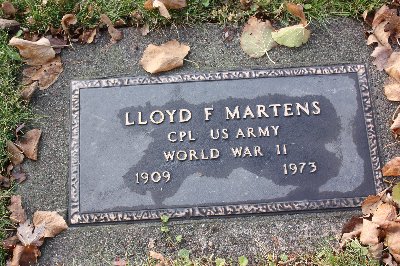 LLOYD F MARTENS
CPL US ARMY
WORLD WAR II
1909 1973